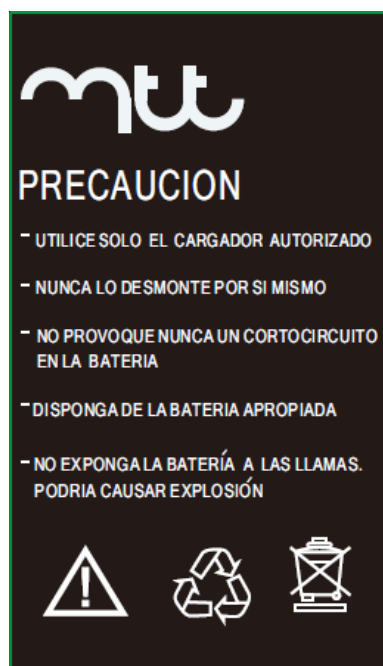 mtt
PRECAUCION
- UTILICE SOLO EL CARGADOR AUTORIZADO
- NUNCA LO DESMONTE POR SI MISMO
- NO PROVOQUE NUNCA UN CORTOCIRCUITO
EN LA BATERIA
- DISPONGA DE LA BATERIA APROPIADA
- NO EXPONGA LA BATERÍA A LAS LLAMAS.
PODRIA CAUSAR EXPLOSIÓN